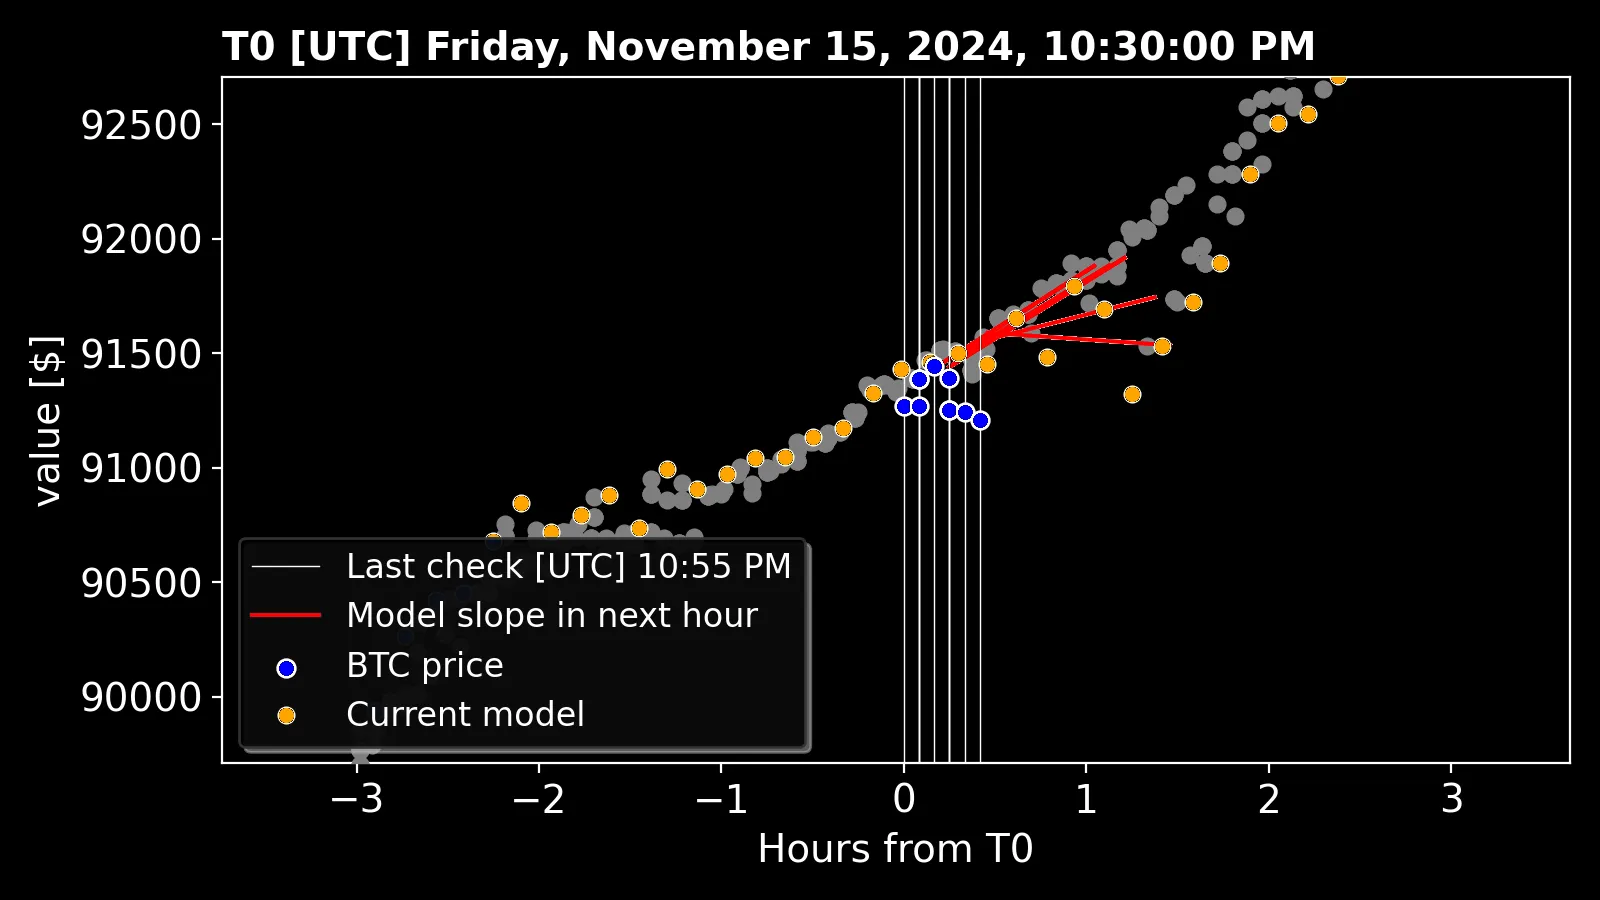 T0 [UTC] Friday, November 15, 2024, 10:30:00 PM
92500
92000
91500
91000
90500
90000
value [$]
Last check [UTC] 10:55 PM
Model slope in next hour
BTC price
Current model
−3 −2 −1 0 1 2 3
Hours from T0